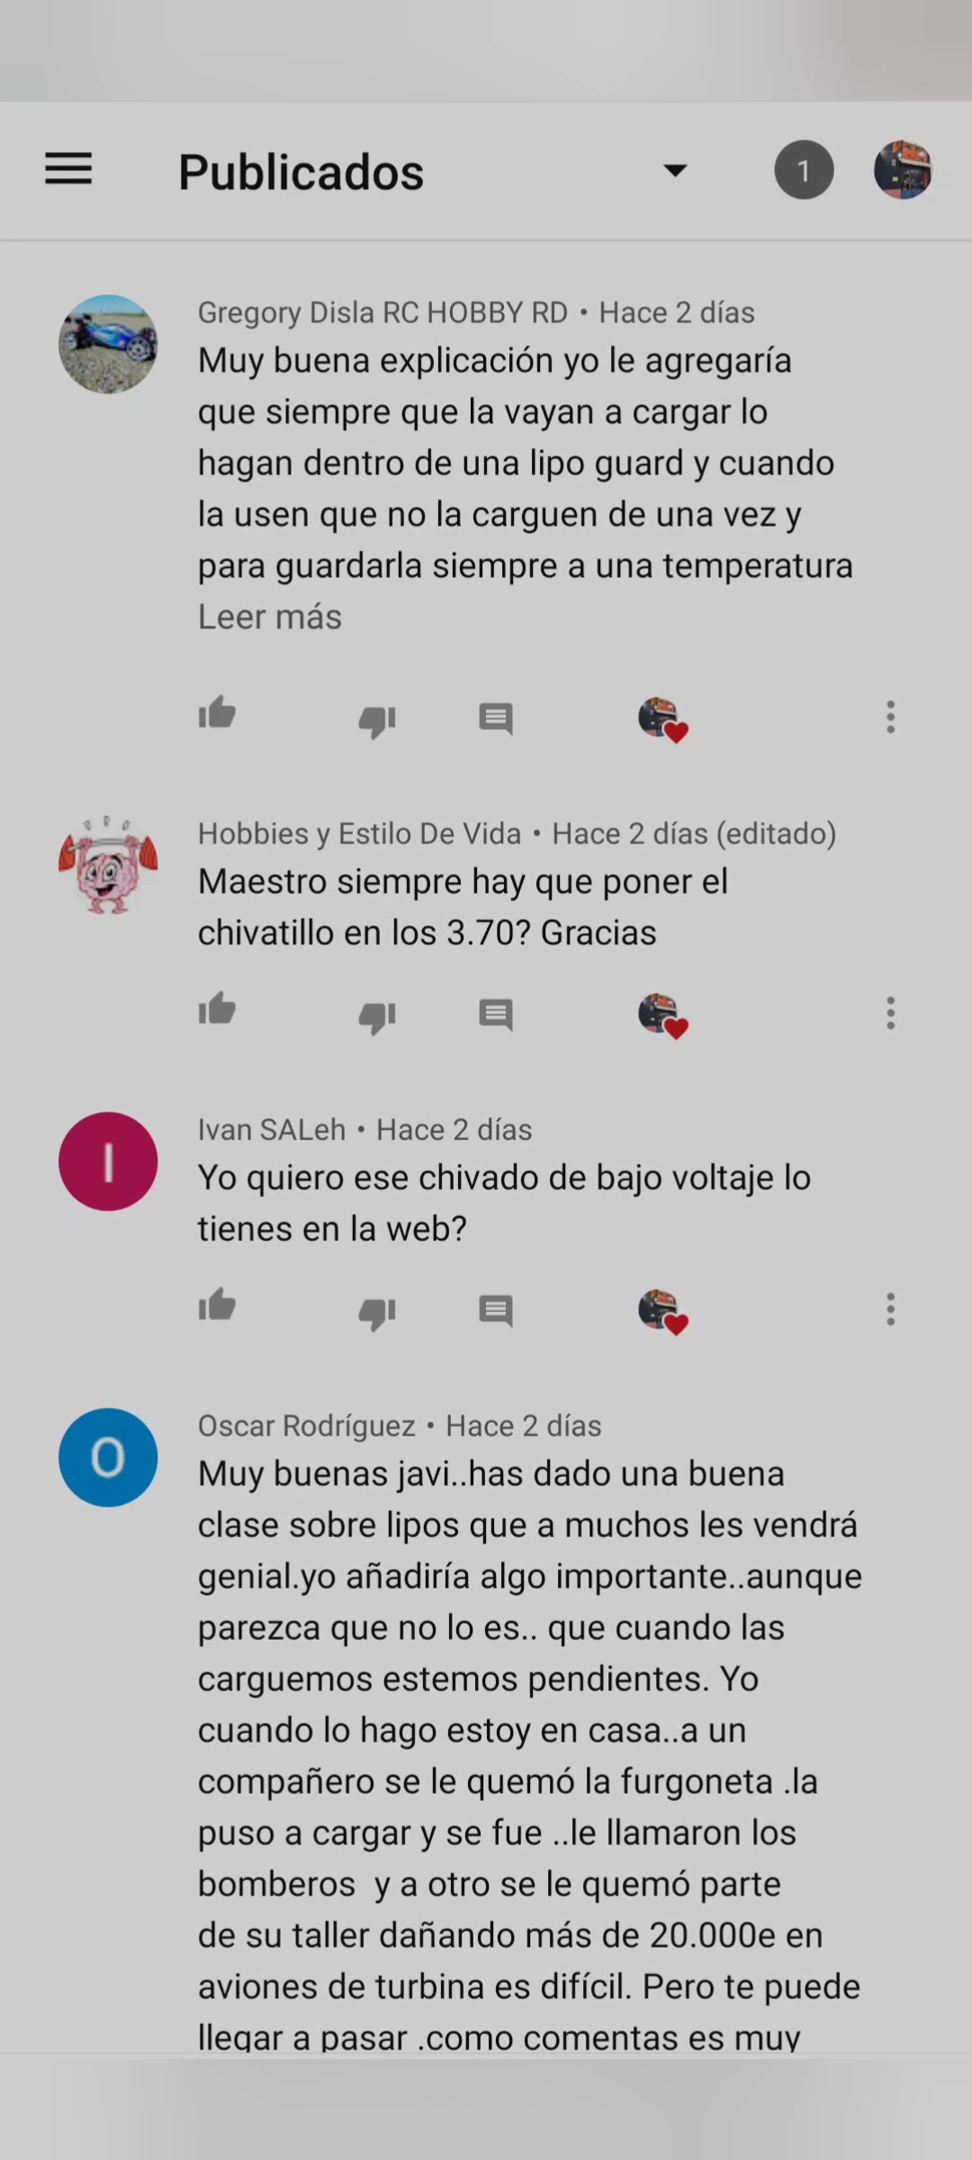 Publicados
1
Gregory Disla RC HOBBY RD • Hace 2 días
Muy buena explicación yo le agregaría
que siempre que la vayan a cargar lo
hagan dentro de una lipo guard y cuando
la usen que no la carguen de una vez y
para guardarla siempre a una temperatura
Leer más
Hobbies y Estilo De Vida • Hace 2 días (editado)
Maestro siempre hay que poner el
chivatillo en los 3.70? Gracias
I
Ivan SALeh • Hace 2 días
Yo quiero ese chivado de bajo voltaje lo
tienes en la web?
O
Oscar Rodríguez • Hace 2 días
Muy buenas javi..has dado una buena
clase sobre lipos que a muchos les vendrá
genial.yo añadiría algo importante..aunque
parezca que no lo es.. que cuando las
carguemos estemos pendientes. Yo
cuando lo hago estoy en casa..a un
compañero se le quemó la furgoneta .la
puso a cargar y se fue ..le llamaron los
bomberos  y a otro se le quemó parte
de su taller dañando más de 20.000e en
aviones de turbina es difícil. Pero te puede
llegar a pasar .como comentas es muy